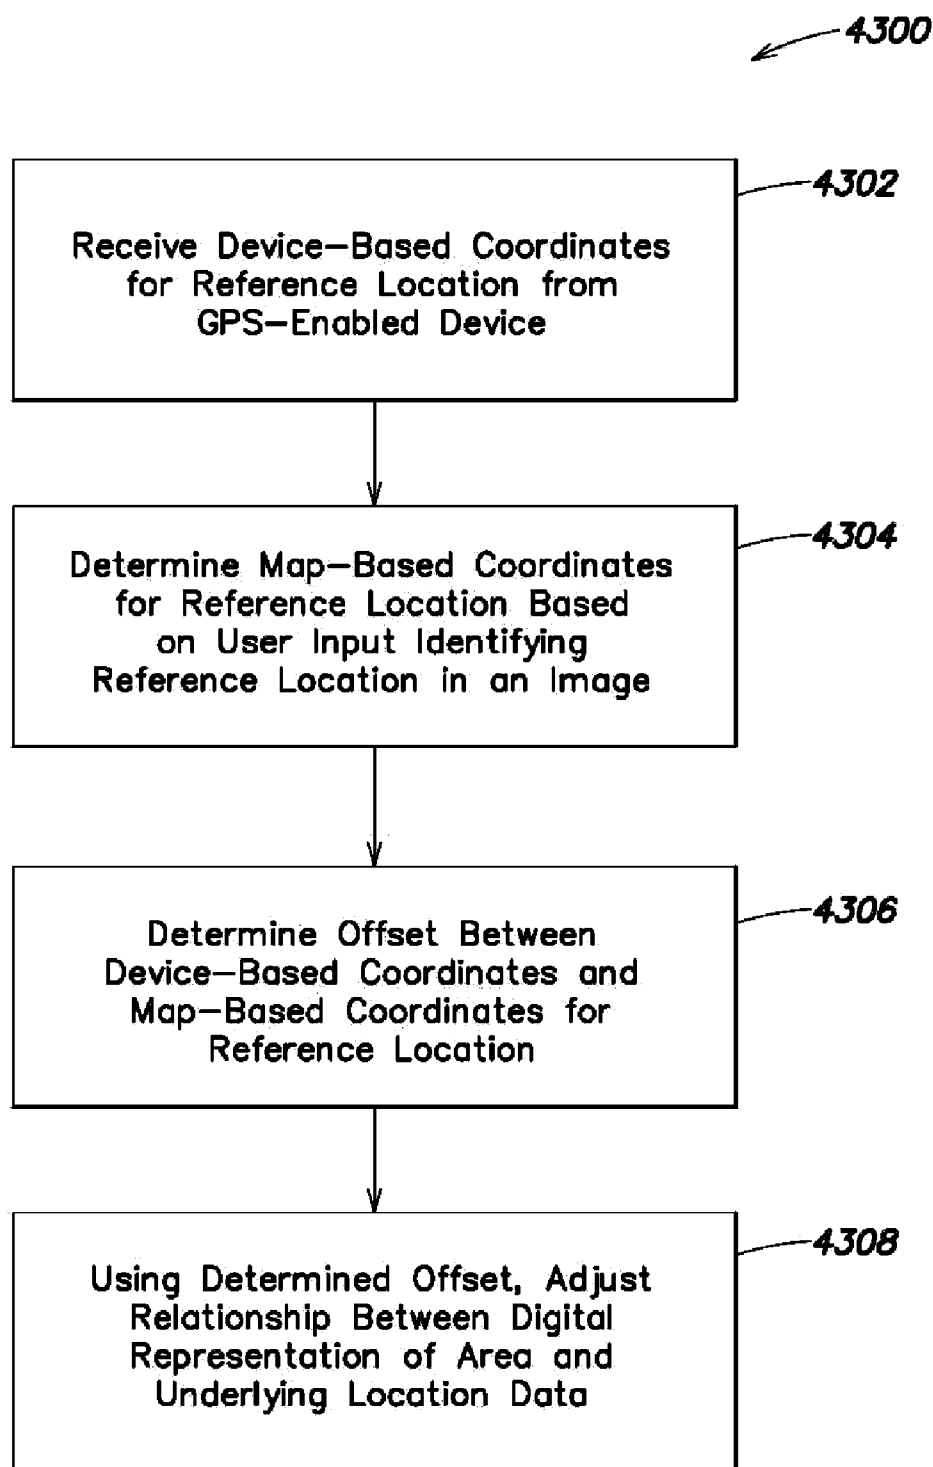 4300
4302
Receive Device-Based Coordinates
for Reference Location from
GPS-Enabled Device
4304
Determine Map-Based Coordinates
for Reference Location Based
on User Input Identifying
Reference Location in an Image
4306
Determine Offset Between
Device-Based Coordinates and
Map-Based Coordinates for
Reference Location
4308
Using Determined Offset, Adjust
Relationship Between Digital
Representation of Area and
Underlying Location Data